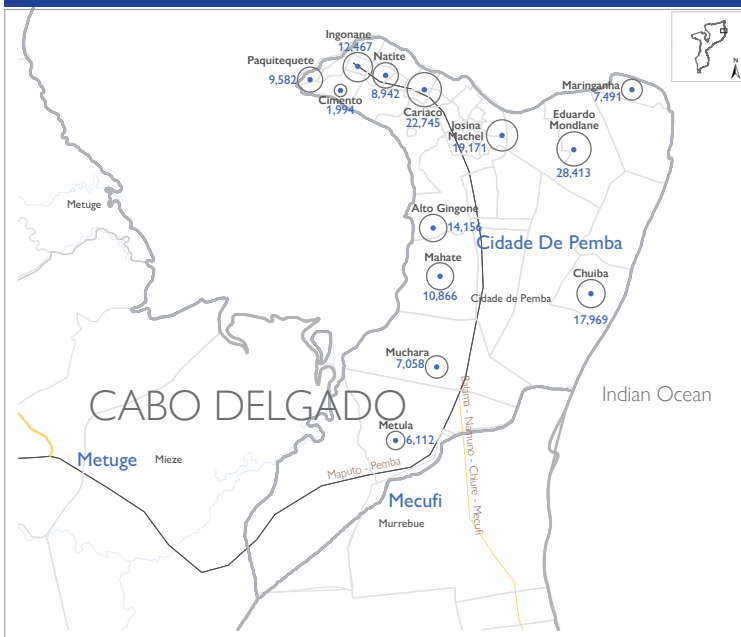 Ingonane
12,467
Natite
8,942
Paquitequete
9,582
Cimento
1,994
Cariaco
22,745
Josina
Machel
19,171
Eduardo
Mondlane
28,413
Maringha
7,491
N
Metuge
Alto Gingone
14,156
Cidade De Pemba
Mahate
10,866
Cidade de Pemba
Chuiba
17,969
Muchara
7,058
CABO DELGADO
Indian Ocean
Metula
6,112
Balama - Namuno - Chiure - Mecufi
Metuge
Mieze
Maputo - Pemba
Mecufi
Murrebue